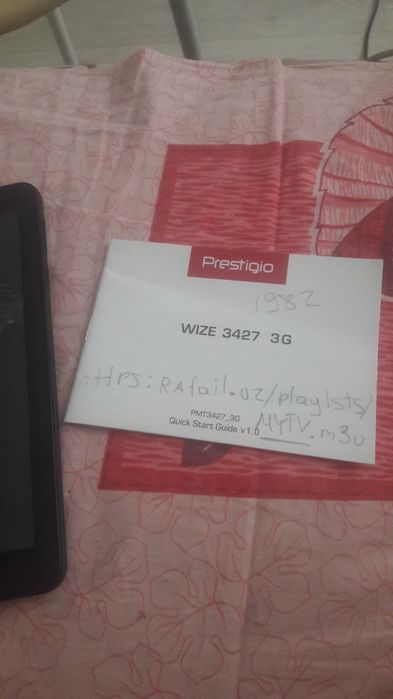 Prestigio
1982
WIZE 3427 3G
https:RAfail.uz/playlsts/
MYTV.m3u
PMT3427_3G
Quick Start Guide v1.0